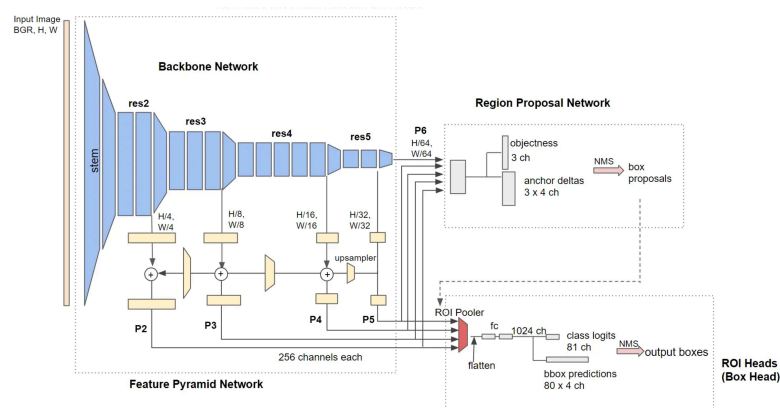 Input Image
BGR, H, W
Backbone Network
stem
res2
res3
res4
res5
P6
H/64,
W/64
Region Proposal Network
objectness
3 ch
anchor deltas
3 x 4 ch
NMS
box
proposals
H/4,
W/4
H/8,
W/8
H/16,
W/16
H/32,
W/32
upsampler
+
+
+
P2
P3
P4
P5
256 channels each
Feature Pyramid Network
ROI Pooler
flatten
fc
1024 ch
class logits
81 ch
bbox predictions
80 x 4 ch
NMS
output boxes
ROI Heads
(Box Head)